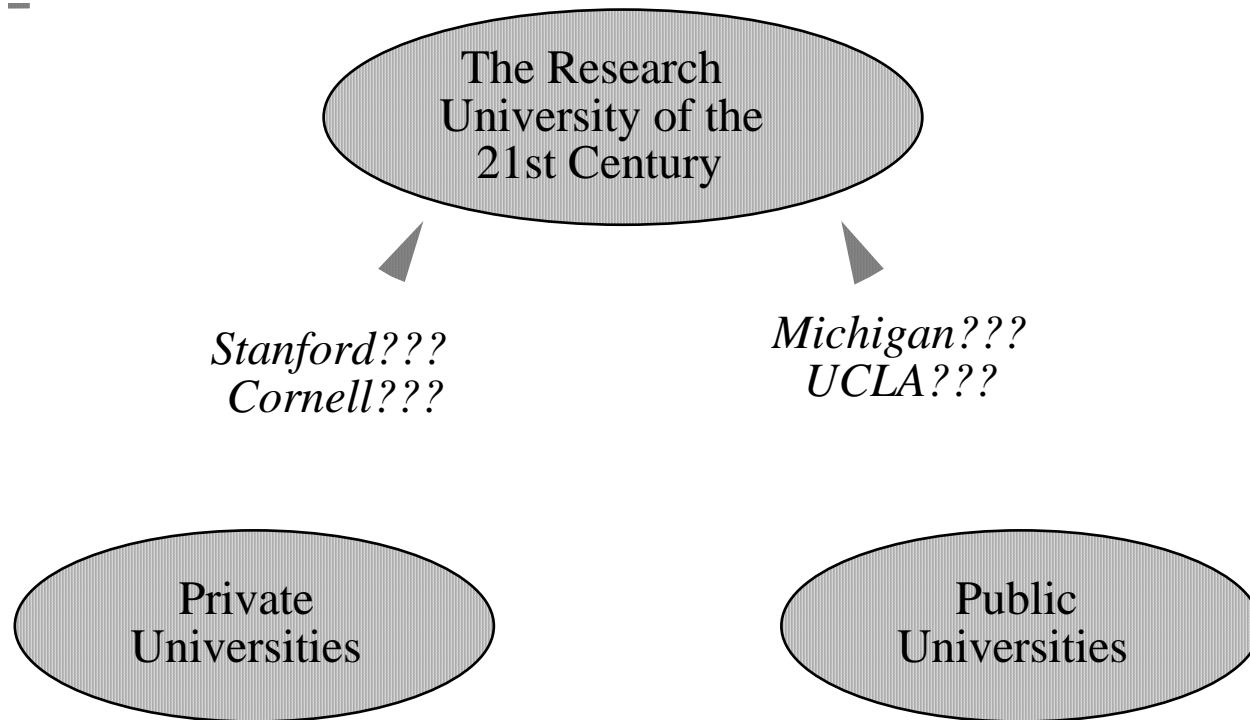 The Research
University of the
21st Century
Stanford???
Cornell???
Michigan???
UCLA???
Private
Universities
Public
Universities